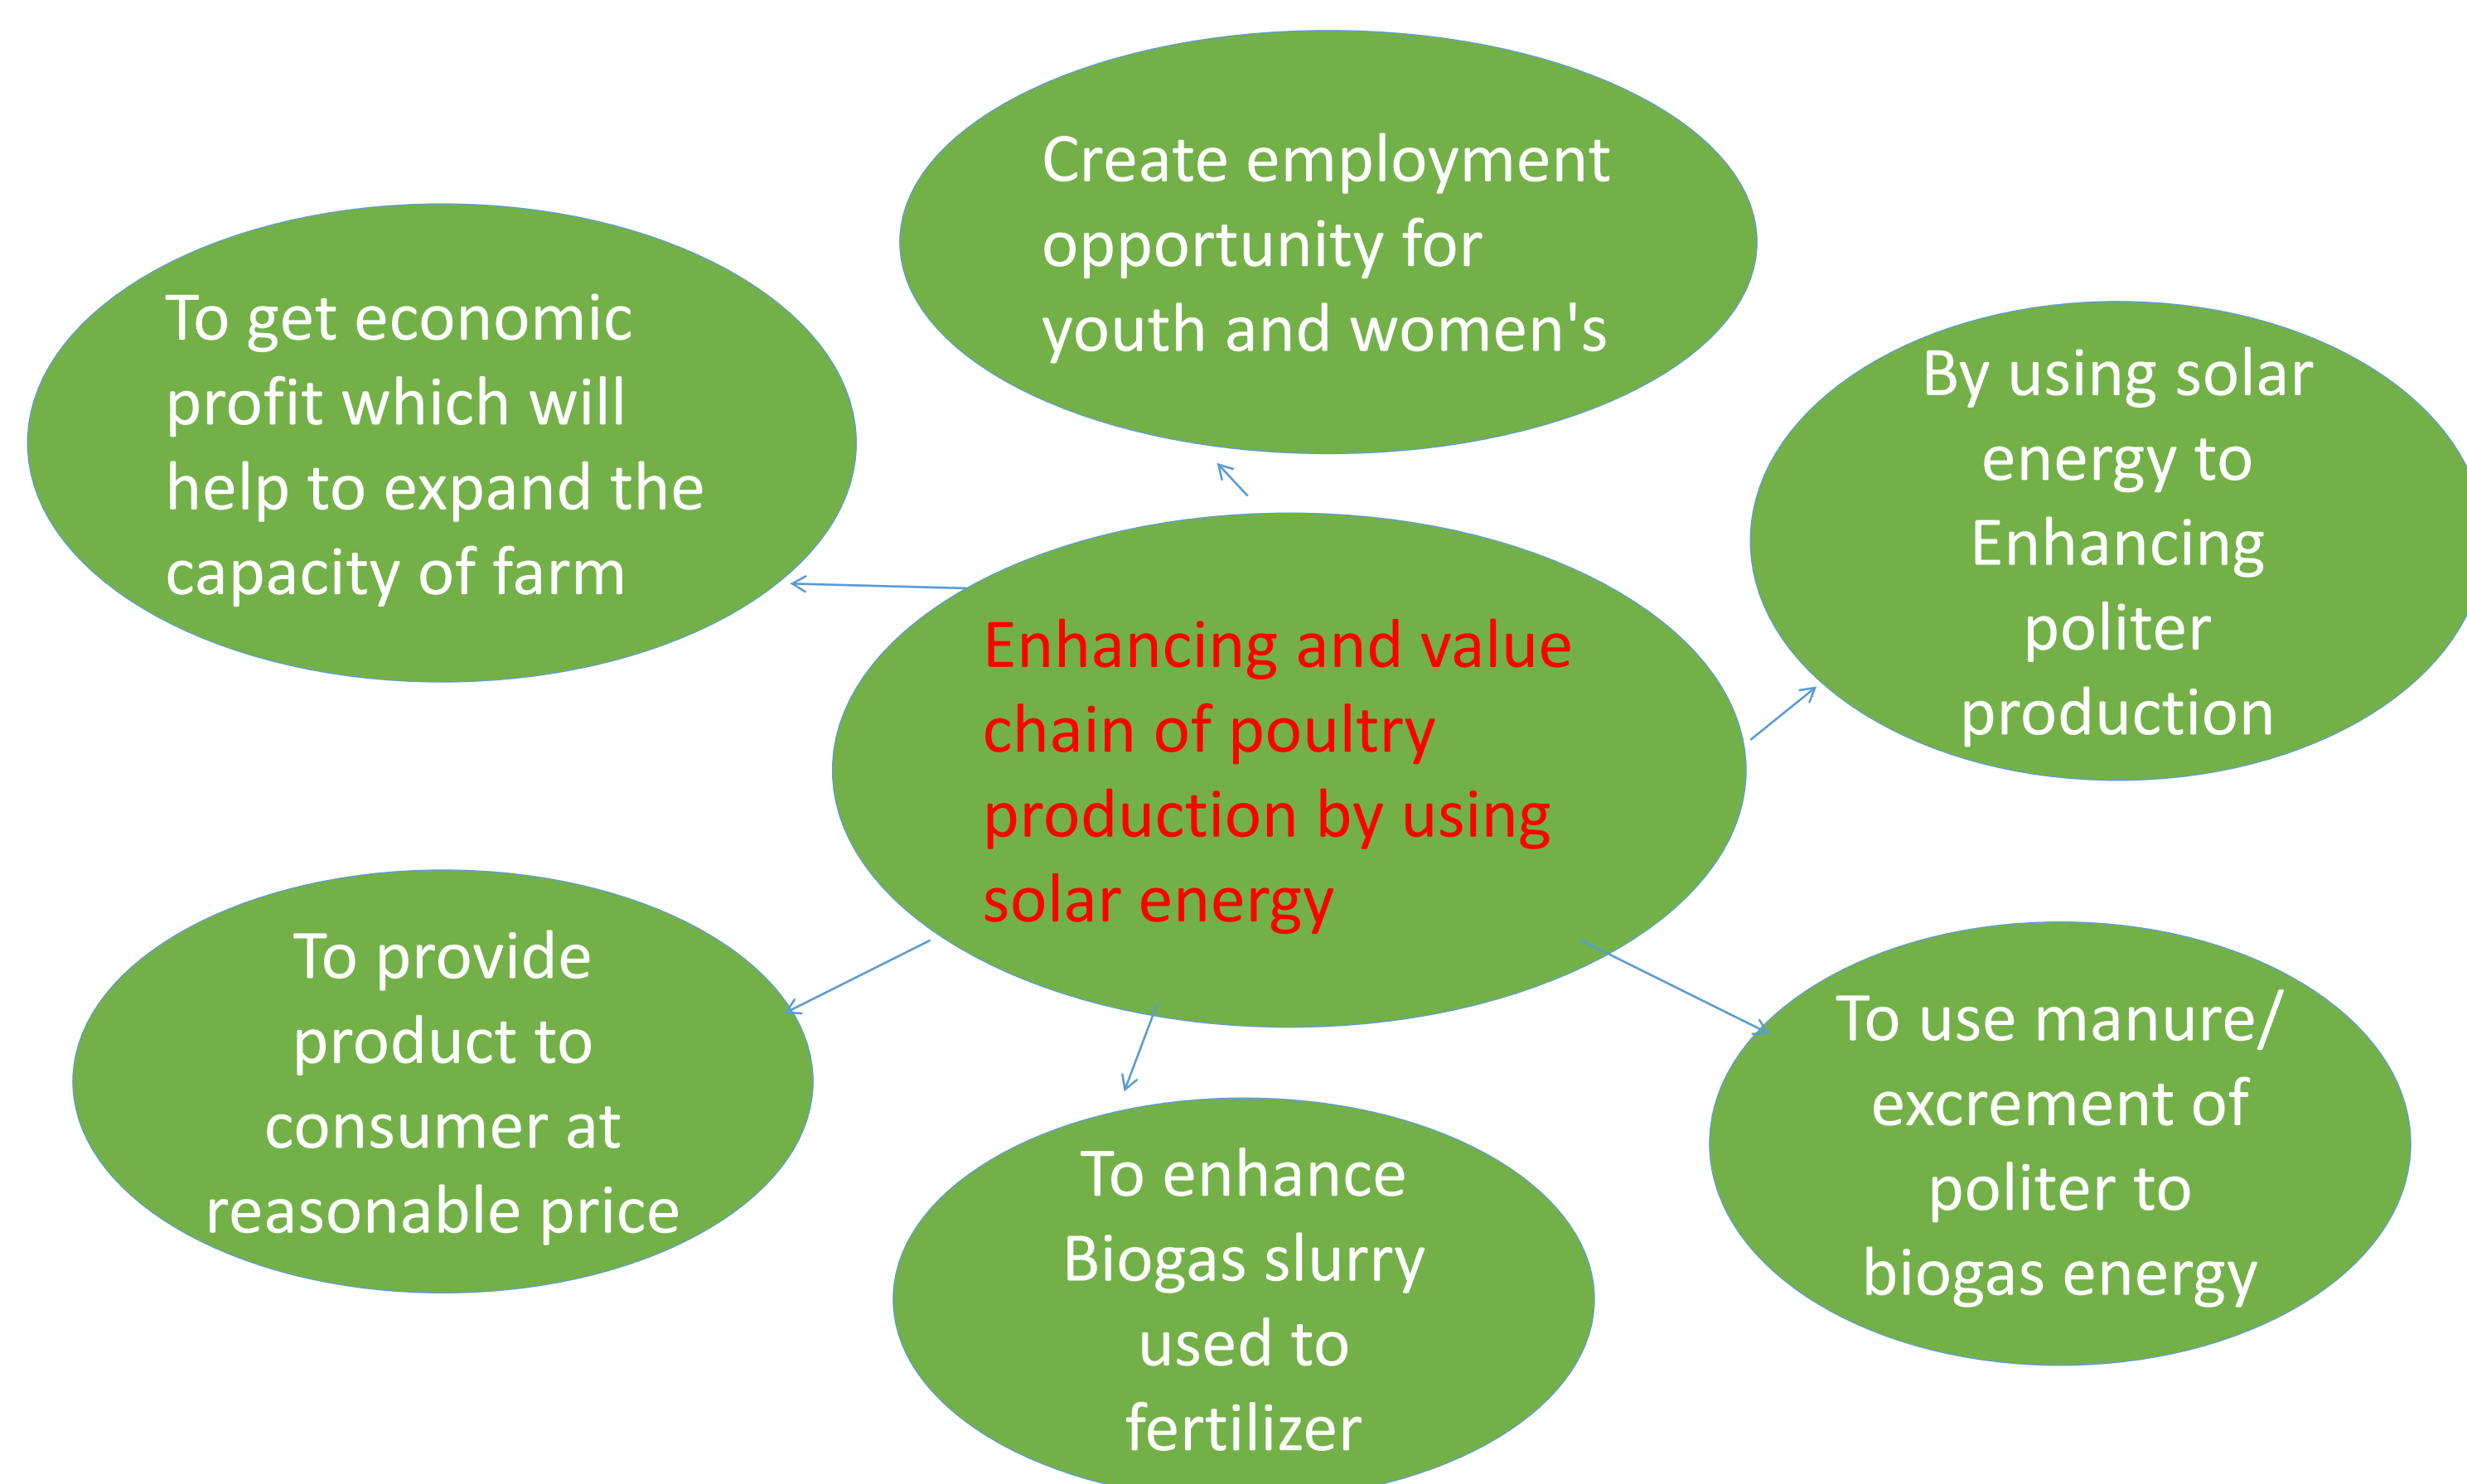 Create employment
opportunity for
youth and women's
To get economic
profit which will
help to expand the
capacity of farm
By using solar
energy to
Enhancing
politer
production
Enhancing and value
chain of poultry
production by using
solar energy
To provide
product to
consumer at
reasonable price
To enhance
Biogas slurry
used to
fertilizer
To use manure/
excrement of
politer to
biogas energy